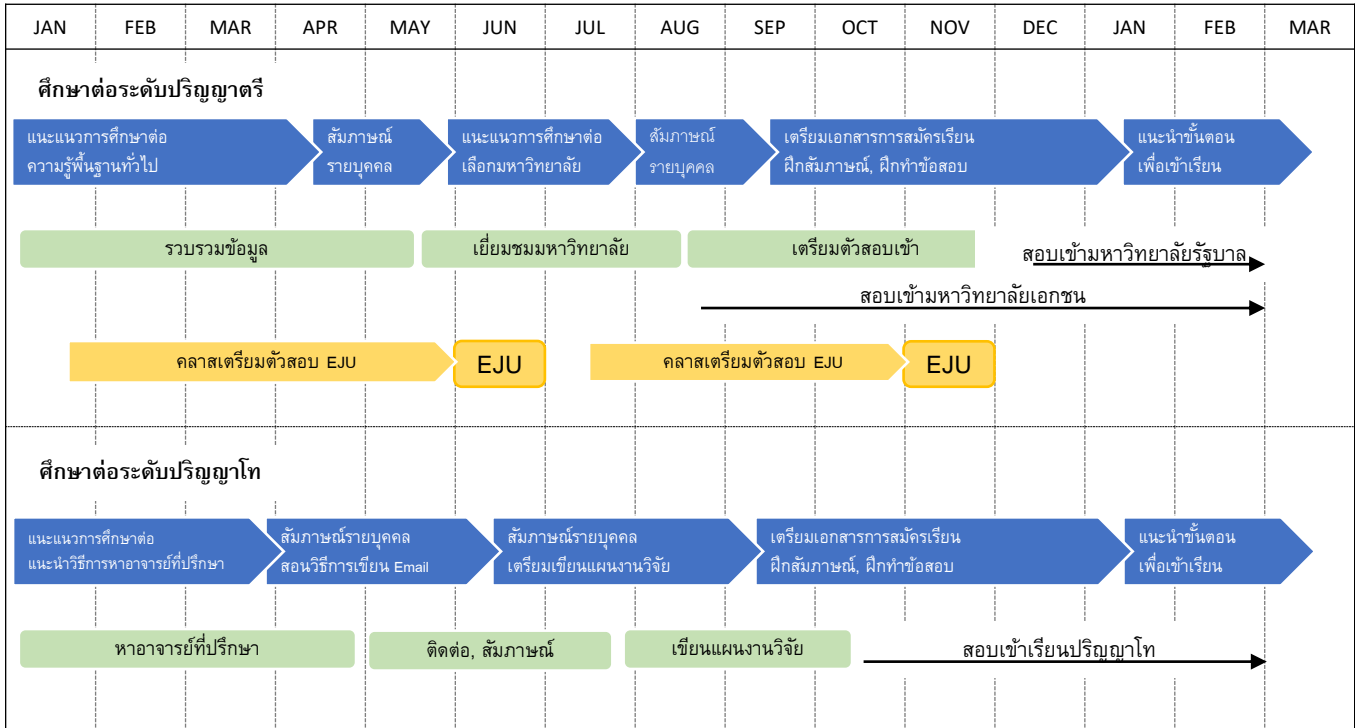 JAN FEB MAR APR MAY JUN JUL AUG SEP OCT NOV DEC JAN FEB MAR
ศึกษาต่อระดับปริญญาตรี
แนะแนวการศึกษาต่อ
ความรู้พื้นฐานทั่วไป
สัมภาษณ์
รายบุคคล
แนะแนวการศึกษาต่อ
เลือกมหาวิทยาลัย
สัมภาษณ์
รายบุคคล
เตรียมเอกสารการสมัครเรียน
ฝึกสัมภาษณ์, ฝึกทำข้อสอบ
แนะนำขั้นตอน
เพื่อเข้าเรียน
รวบรวมข้อมูล
เยี่ยมชมมหาวิทยาลัย
เตรียมตัวสอบเข้า
สอบเข้ามหาวิทยาลัยรัฐบาล
สอบเข้ามหาวิทยาลัยเอกชน
คลาสเตรียมตัวสอบ EJU
EJU
คลาสเตรียมตัวสอบ EJU
EJU
ศึกษาต่อระดับปริญญาโท
แนะแนวการศึกษาต่อ
แนะนำวิธีการหาอาจารย์ที่ปรึกษา
สัมภาษณ์รายบุคคล
สอนวิธีการเขียน Email
สัมภาษณ์รายบุคคล
เตรียมเขียนแผนงานวิจัย
เตรียมเอกสารการสมัครเรียน
ฝึกสัมภาษณ์, ฝึกทำข้อสอบ
แนะนำขั้นตอน
เพื่อเข้าเรียน
หาอาจารย์ที่ปรึกษา
ติดต่อ, สัมภาษณ์
เขียนแผนงานวิจัย
สอบเข้าเรียนปริญญาโท